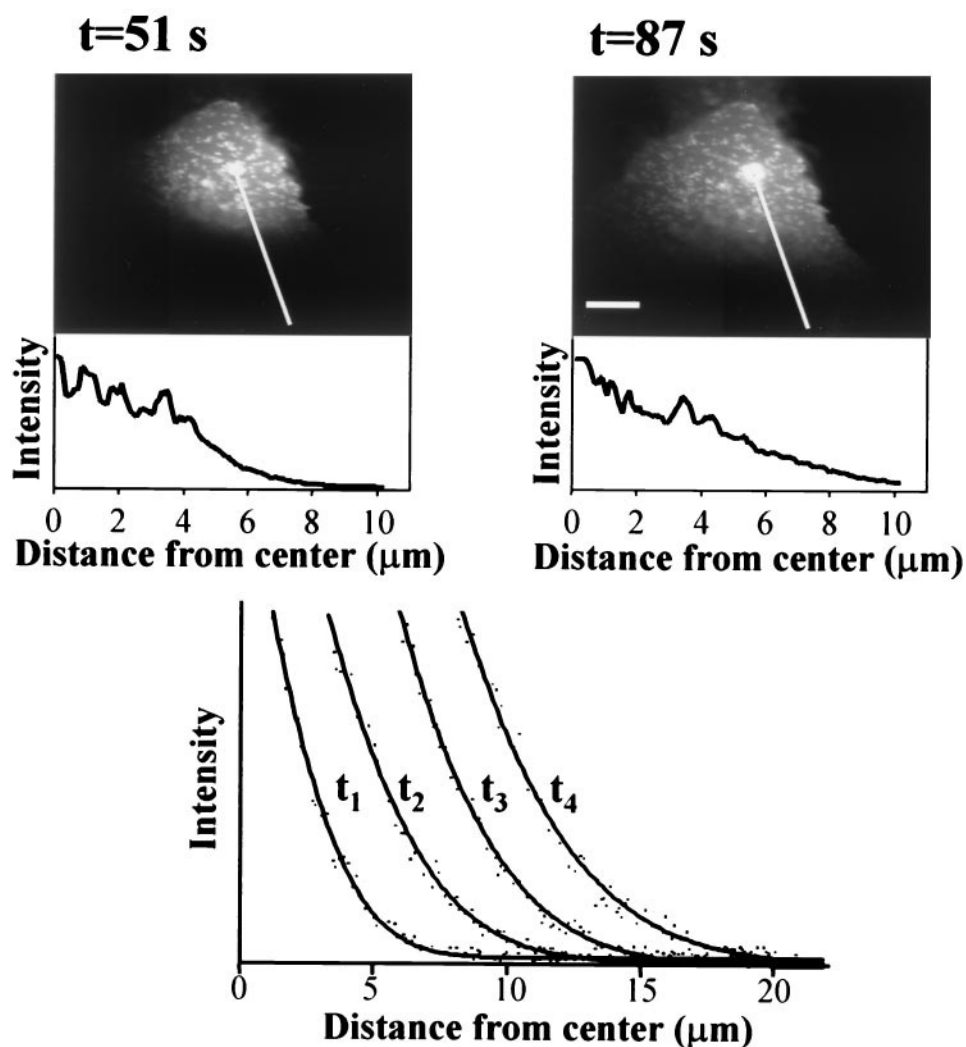 t=51 s
t=87 s
Intensity
0 2 4 6 8 10
Distance from center (μm)
Intensity
0 2 4 6 8 10
Distance from center (μm)
Intensity
t1
t2
t3
t4
0 5 10 15 20
Distance from center (μm)